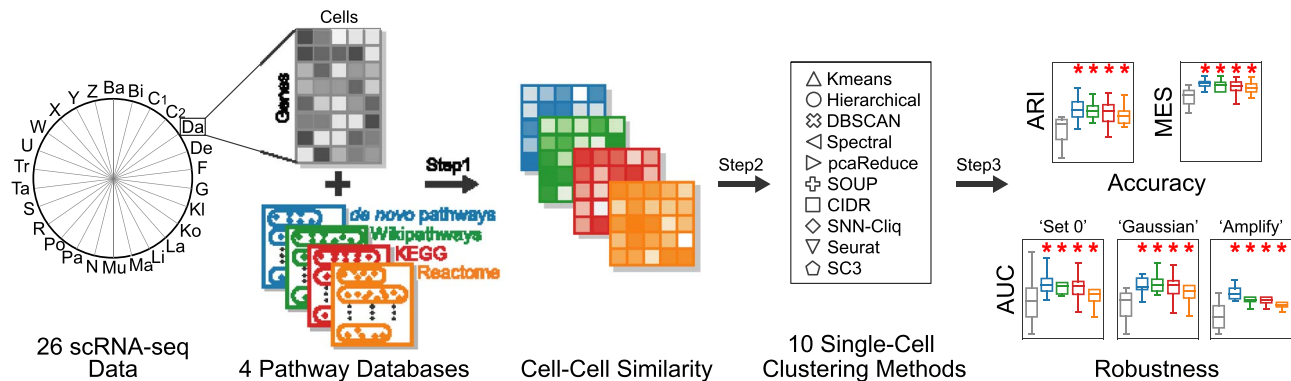 Cells
Genes
Ba
Bi
C1
C2
Da
De
F
G
Kl
Ko
La
Li
Ma
Mu
N
Pa
Po
R
S
Ta
Tr
U
W
X
Y
Z
26 scRNA-seq
Data
+
de novo pathways
Wikipathways
KEGG
Reactome
4 Pathway Databases
Step1
Cell-Cell Similarity
Step2
Kmeans
Hierarchical
DBSCAN
Spectral
pcaReduce
SOUP
CIDR
SNN-Cliq
Seurat
SC3
10 Single-Cell
Clustering Methods
Step3
ARI
* * * *
MES
* * * *
Accuracy
AUC
'Set 0'
* * * *
'Gaussian'
* * * *
'Amplify'
* * * *
Robustness